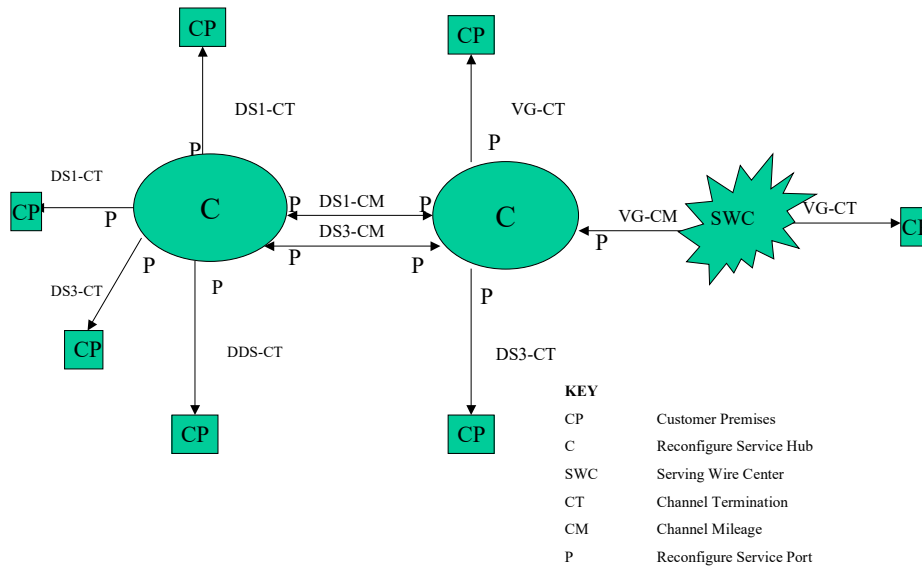 CP
CP
DS1-CT
VG-CT
P
P
DS1-CT
CP
P
C
P
DS1-CM
P
C
VG-CM
SWC
VG-CT
CP
DS3-CM
P
P
P
P
P
P
DS3-CT
CP
DDS-CT
DS3-CT
CP
CP
KEY
CP Customer Premises
C Reconfigure Service Hub
SWC Serving Wire Center
CT Channel Termination
CM Channel Mileage
P Reconfigure Service Port